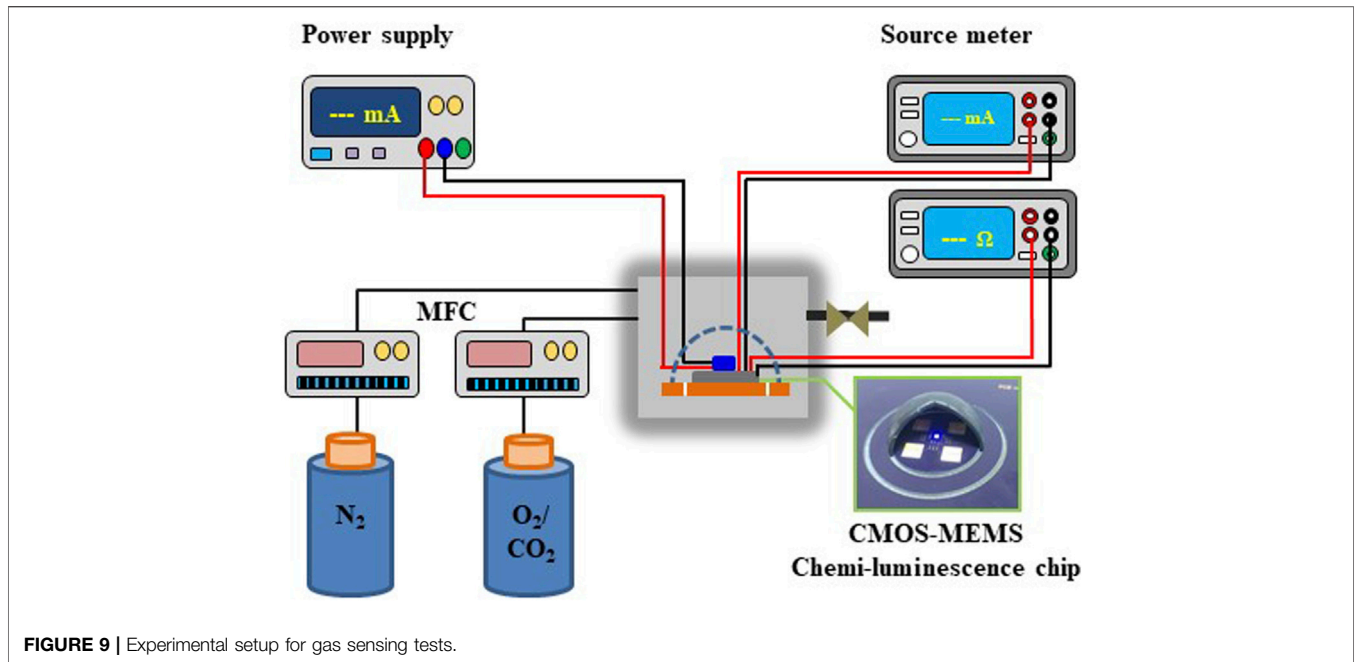 Power supply
Source meter
--- mA
--- mA
--- Ω
MFC
N₂
O₂/
CO₂
CMOS-MEMS
Chemi-luminescence chip
FIGURE 9 | Experimental setup for gas sensing tests.